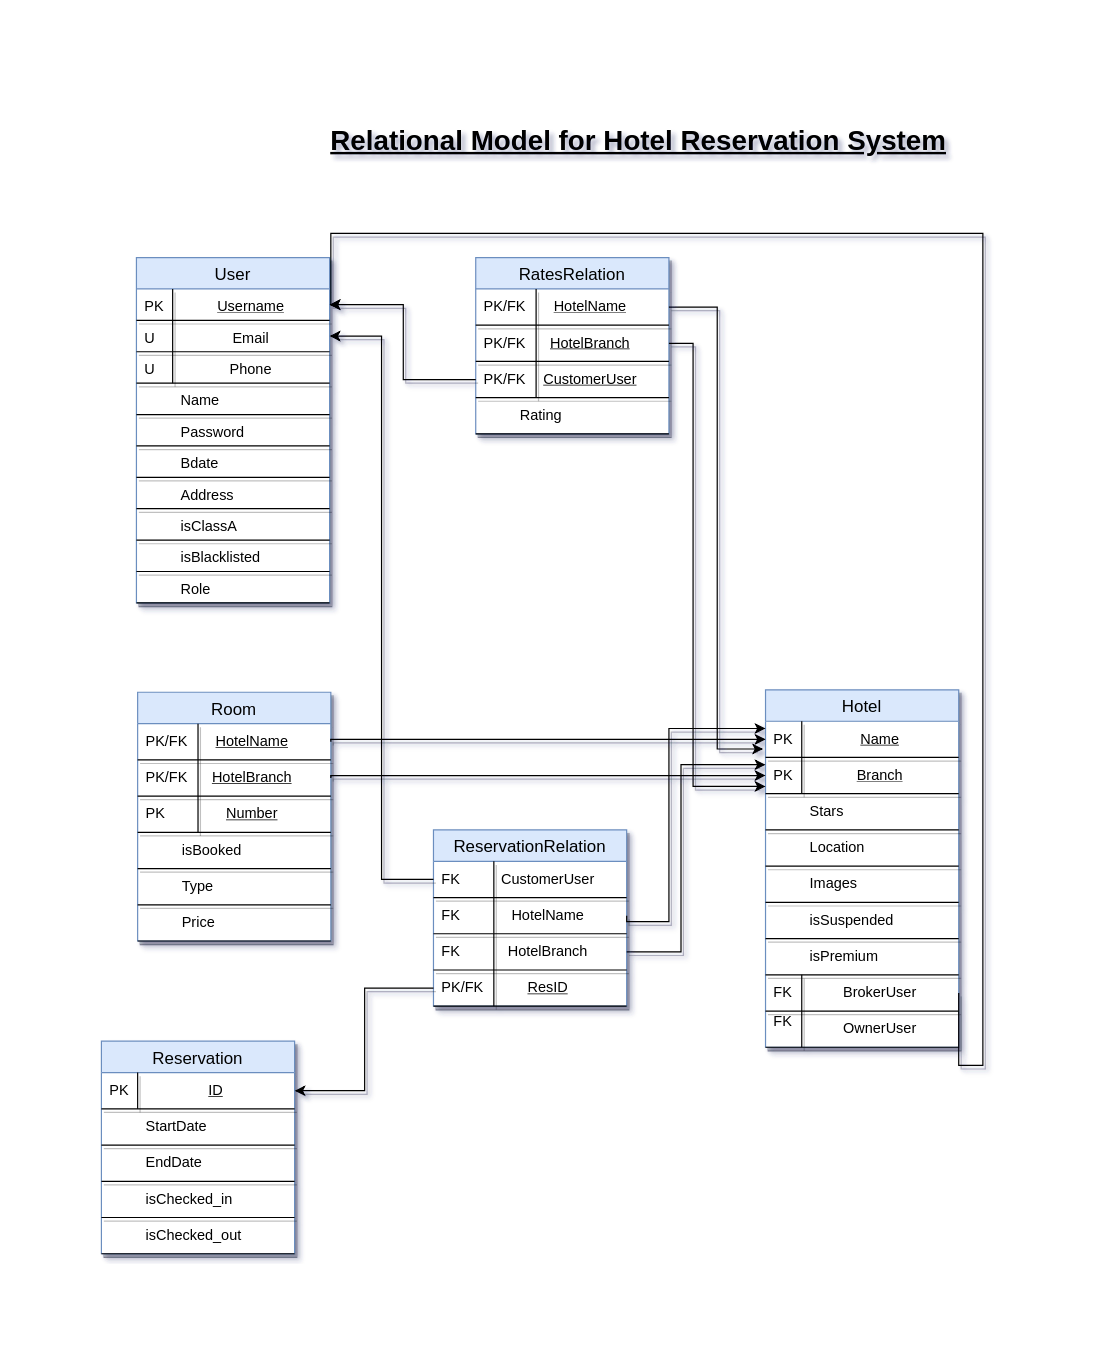 Relational Model for Hotel Reservation System
User
PK Username
U Email
U Phone
Name
Password
Bdate
Address
isClassA
isBlacklisted
Role
RatesRelation
PK/FK HotelName
PK/FK HotelBranch
PK/FK CustomerUser
Rating
Room
PK/FK HotelName
PK/FK HotelBranch
PK Number
isBooked
Type
Price
Hotel
PK Name
PK Branch
Stars
Location
Images
isSuspended
isPremium
FK BrokerUser
FK OwnerUser
ReservationRelation
FK CustomerUser
FK HotelName
FK HotelBranch
PK/FK ResID
Reservation
PK ID
StartDate
EndDate
isChecked_in
isChecked_out